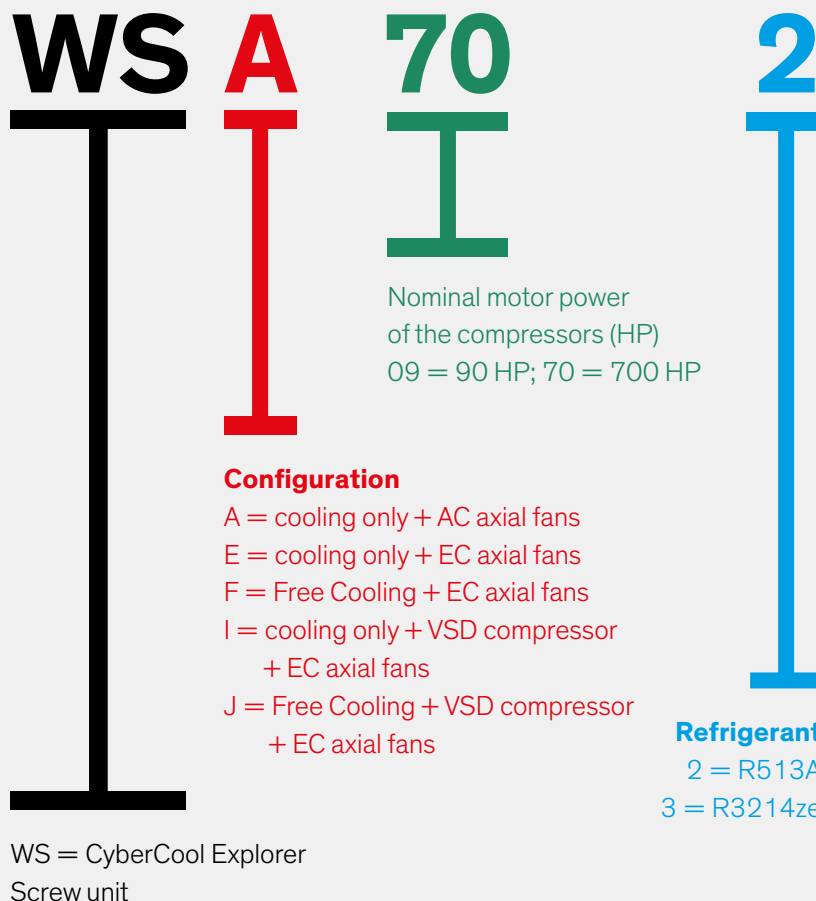 WS A 70 2
Nominal motor power
of the compressors (HP)
09 = 90 HP; 70 = 700 HP
Configuration
A = cooling only + AC axial fans
E = cooling only + EC axial fans
F = Free Cooling + EC axial fans
I = cooling only + VSD compressor
+ EC axial fans
J = Free Cooling + VSD compressor
+ EC axial fans
Refrigerant
2 = R513A
3 = R3214ze
WS = CyberCool Explorer
Screw unit